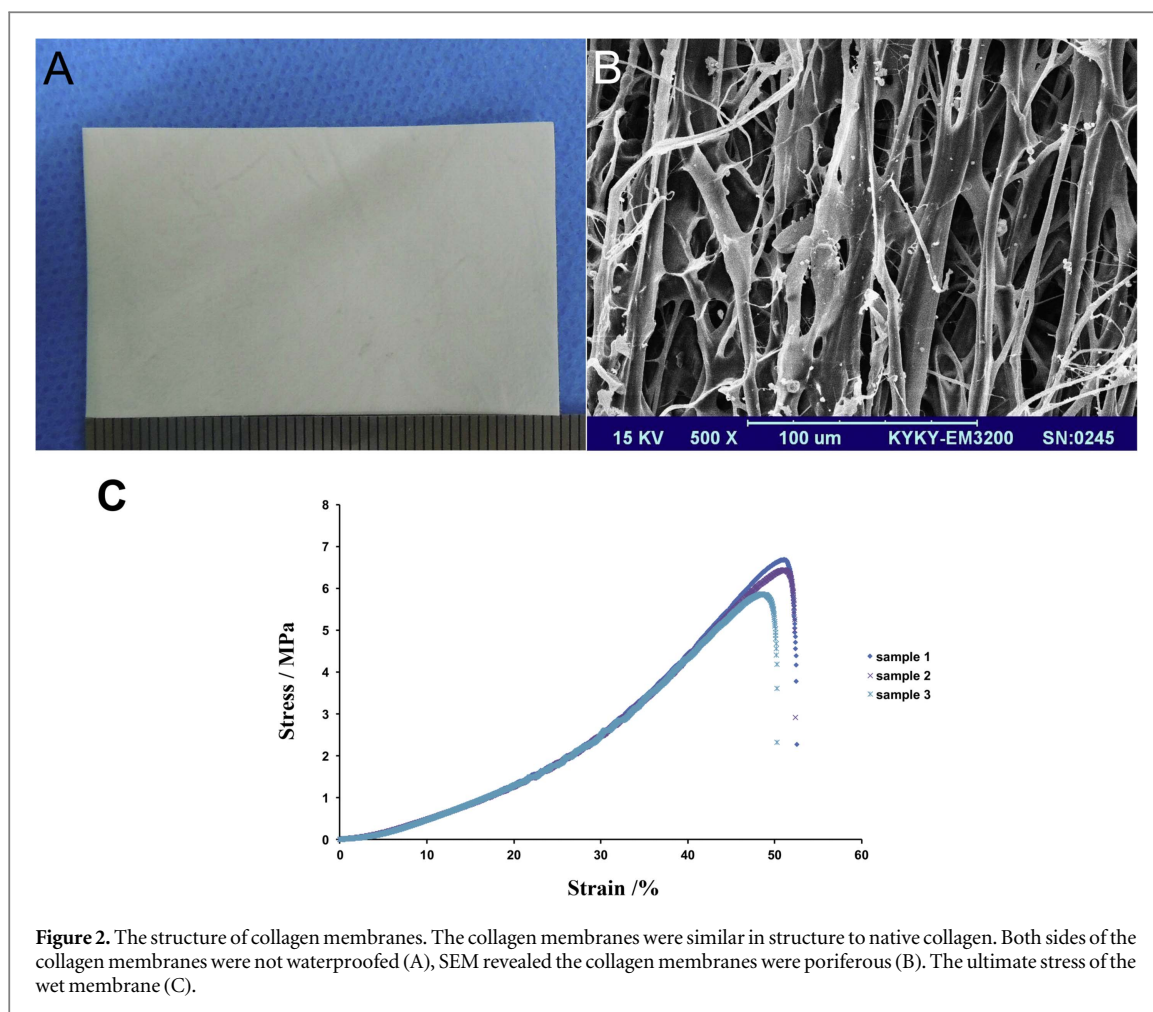 A
B
15 KV 500 X 100 um KYKY-EM3200 SN:0245
C
8
7
6
5
4
3
2
1
0
Stress / MPa
sample 1
sample 2
sample 3
0 10 20 30 40 50 60
Strain /%
Figure 2. The structure of collagen membranes. The collagen membranes were similar in structure to native collagen. Both sides of the
collagen membranes were not waterproofed (A), SEM revealed the collagen membranes were poriferous (B). The ultimate stress of the
wet membrane (C).